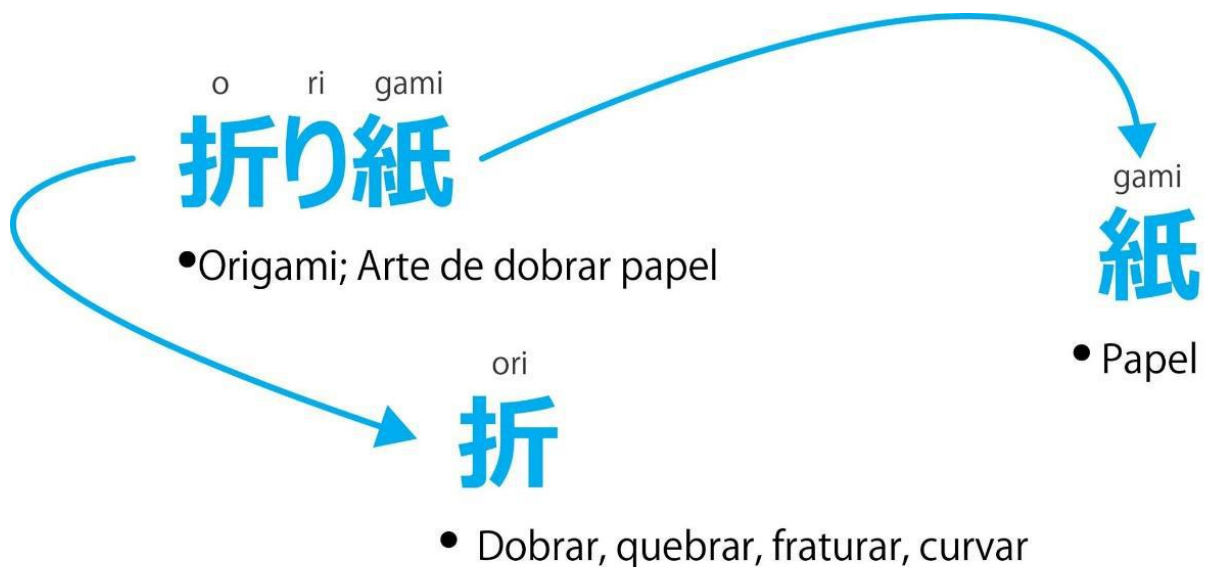 o ri gami
折り紙
•Origami; Arte de dobrar papel
gami
紙
• Papel
ori
折
• Dobrar, quebrar, fraturar, curvar